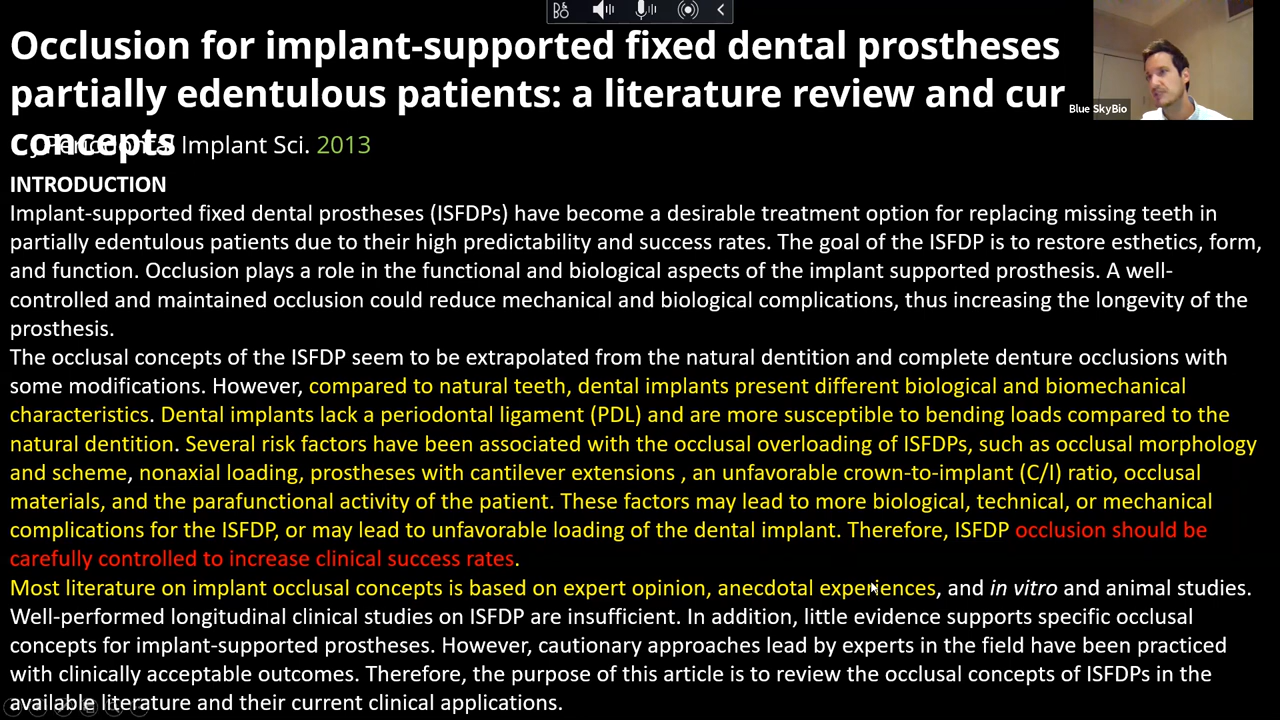 Occlusion for implant-supported fixed dental prostheses
partially edentulous patients: a literature review and cur
concepts
Implant Sci. 2013
Blue SkyBio
INTRODUCTION
Implant-supported fixed dental prostheses (ISFDPs) have become a desirable treatment option for replacing missing teeth in
partially edentulous patients due to their high predictability and success rates. The goal of the ISFDP is to restore esthetics, form,
and function. Occlusion plays a role in the functional and biological aspects of the implant supported prosthesis. A well-
controlled and maintained occlusion could reduce mechanical and biological complications, thus increasing the longevity of the
prosthesis.
The occlusal concepts of the ISFDP seem to be extrapolated from the natural dentition and complete denture occlusions with
some modifications. However, compared to natural teeth, dental implants present different biological and biomechanical
characteristics. Dental implants lack a periodontal ligament (PDL) and are more susceptible to bending loads compared to the
natural dentition. Several risk factors have been associated with the occlusal overloading of ISFDPs, such as occlusal morphology
and scheme, nonaxial loading, prostheses with cantilever extensions , an unfavorable crown-to-implant (C/I) ratio, occlusal
materials, and the parafunctional activity of the patient. These factors may lead to more biological, technical, or mechanical
complications for the ISFDP, or may lead to unfavorable loading of the dental implant. Therefore, ISFDP occlusion should be
carefully controlled to increase clinical success rates.
Most literature on implant occlusal concepts is based on expert opinion, anecdotal experiences, and in vitro and animal studies.
Well-performed longitudinal clinical studies on ISFDP are insufficient. In addition, little evidence supports specific occlusal
concepts for implant-supported prostheses. However, cautionary approaches lead by experts in the field have been practiced
with clinically acceptable outcomes. Therefore, the purpose of this article is to review the occlusal concepts of ISFDPs in the
available literature and their current clinical applications.